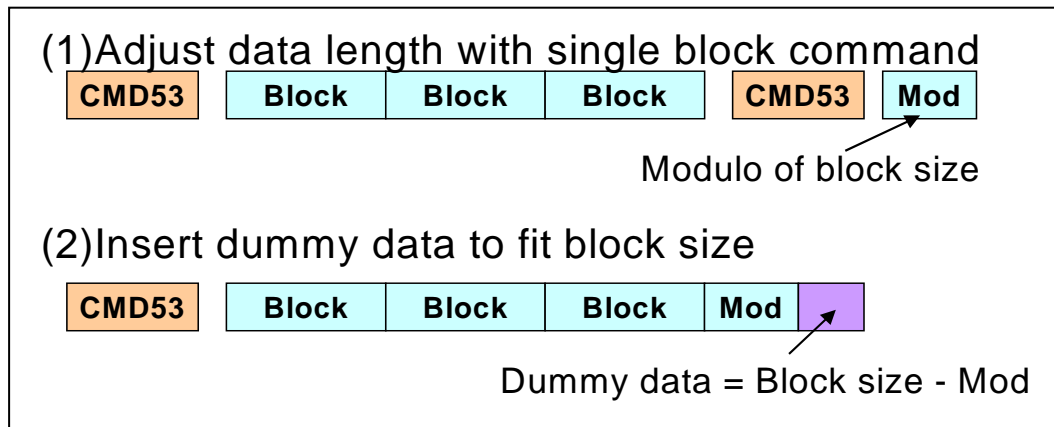 (1)Adjust data length with single block command
CMD53 Block Block Block CMD53 Mod
Modulo of block size
(2)Insert dummy data to fit block size
CMD53 Block Block Block Mod
Dummy data = Block size - Mod